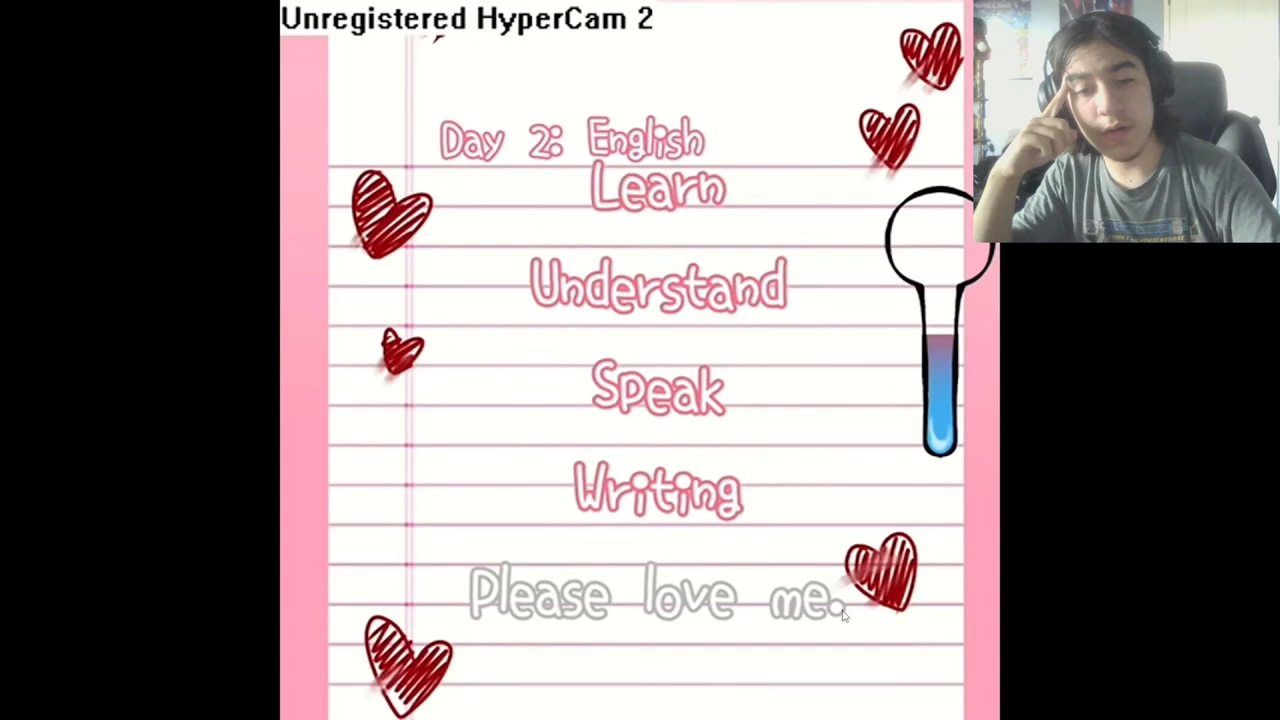 Unregistered HyperCam 2
Day 2: English
Learn
Understand
Speak
Writing
Please love me.